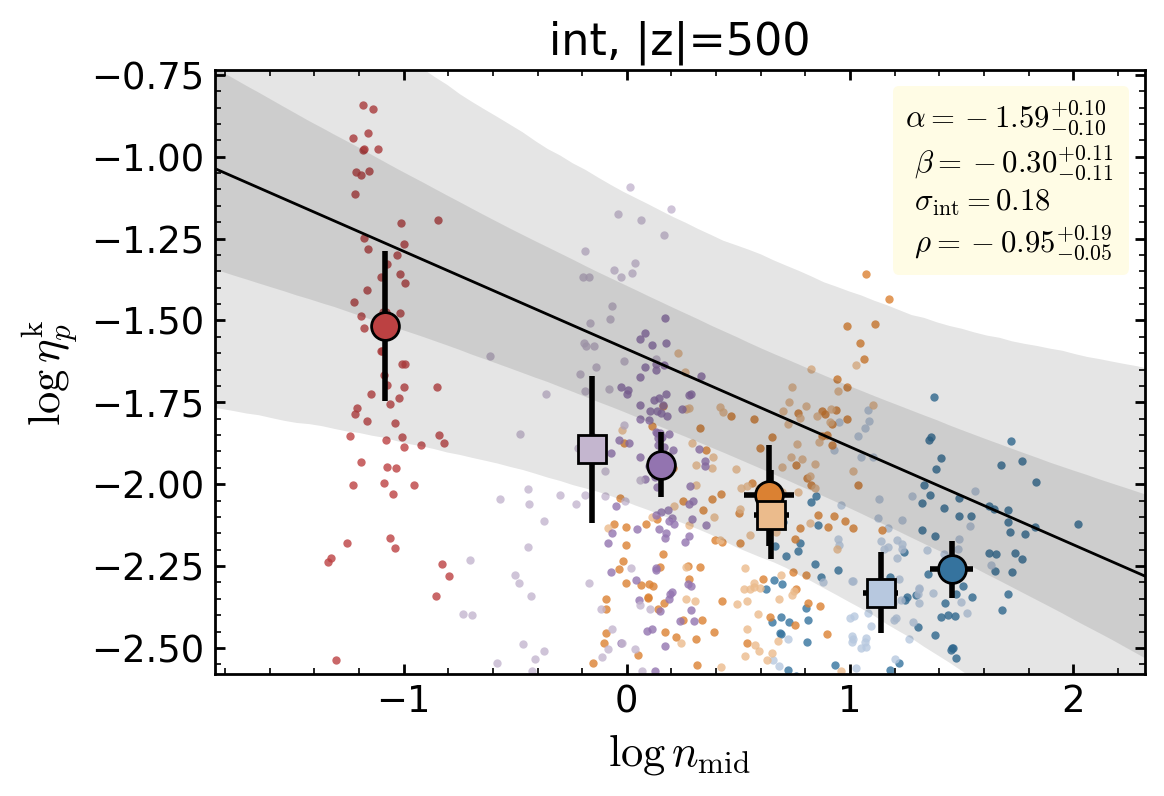 int, |z|=500
−0.75
−1.00
−1.25
−1.50
−1.75
−2.00
−2.25
−2.50
log η_p^k
α = −1.59^{+0.10}_{−0.10}
β = −0.30^{+0.11}_{−0.11}
σ_int = 0.18
ρ = −0.95^{+0.19}_{−0.05}
−1 0 1 2
log n_mid